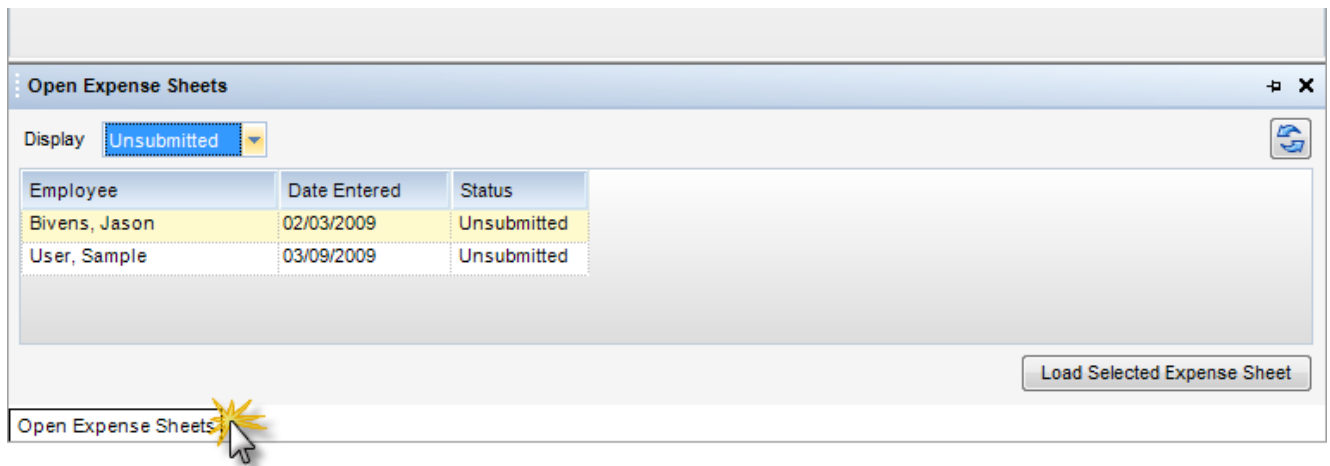 Open Expense Sheets
Display Unsubmitted
Employee Date Entered Status
Bivens, Jason 02/03/2009 Unsubmitted
User, Sample 03/09/2009 Unsubmitted
Load Selected Expense Sheet
Open Expense Sheets